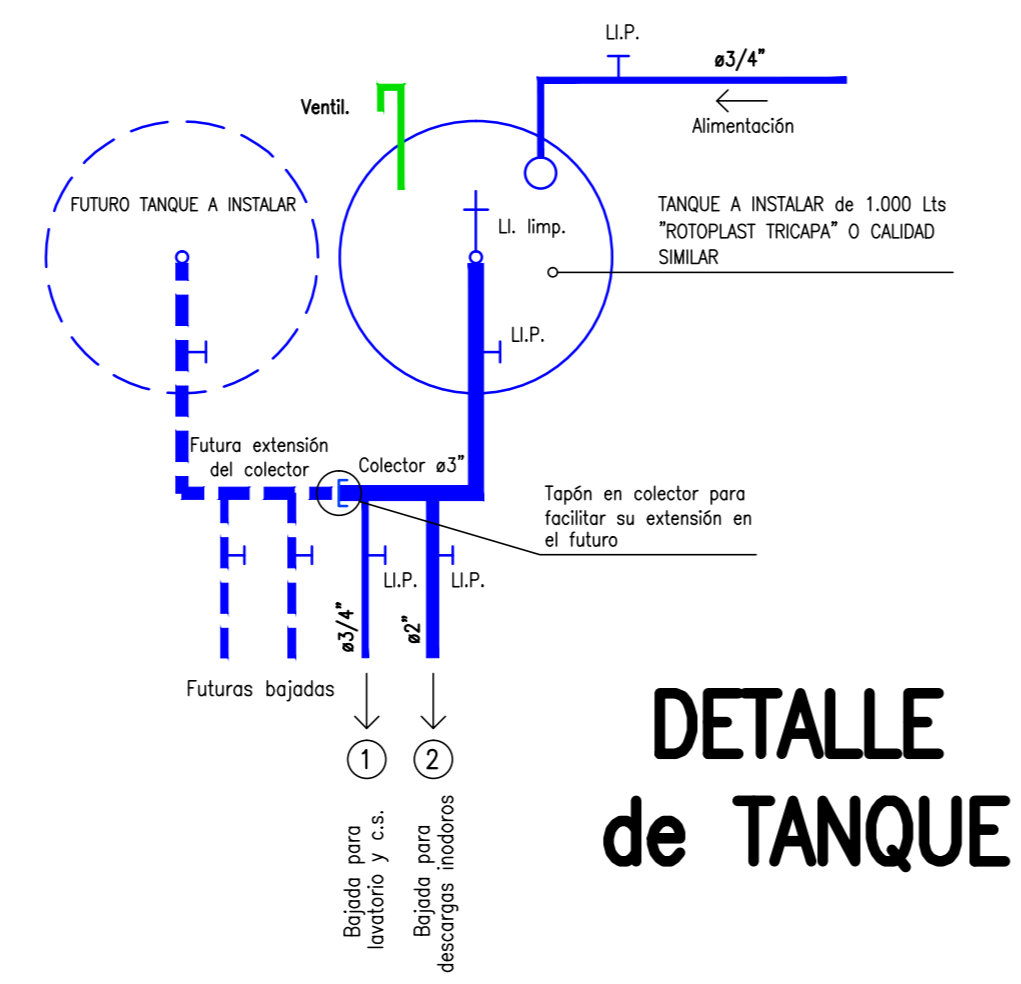 Ll.P.
ø3/4"
Alimentación
Ventil.
FUTURO TANQUE A INSTALAR
Ll. limp.
TANQUE A INSTALAR de 1.000 Lts
"ROTOPLAST TRICAPA" O CALIDAD
SIMILAR
Ll.P.
Futura extensión
del colector
Colector ø3"
Tapón en colector para
facilitar su extensión en
el futuro
Ll.P.
Ll.P.
ø3/4"
ø2"
Futuras bajadas
1
2
Bajada para
lavatorio y c.s.
Bajada para
descargas inodoros
DETALLE
de TANQUE